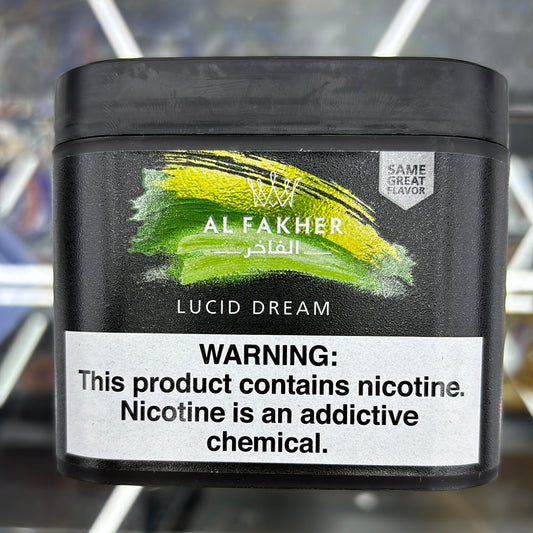 SAME
GREAT
FLAVOR
AL FAKHER
الفاخر
LUCID DREAM
WARNING:
This product contains nicotine.
Nicotine is an addictive
chemical.